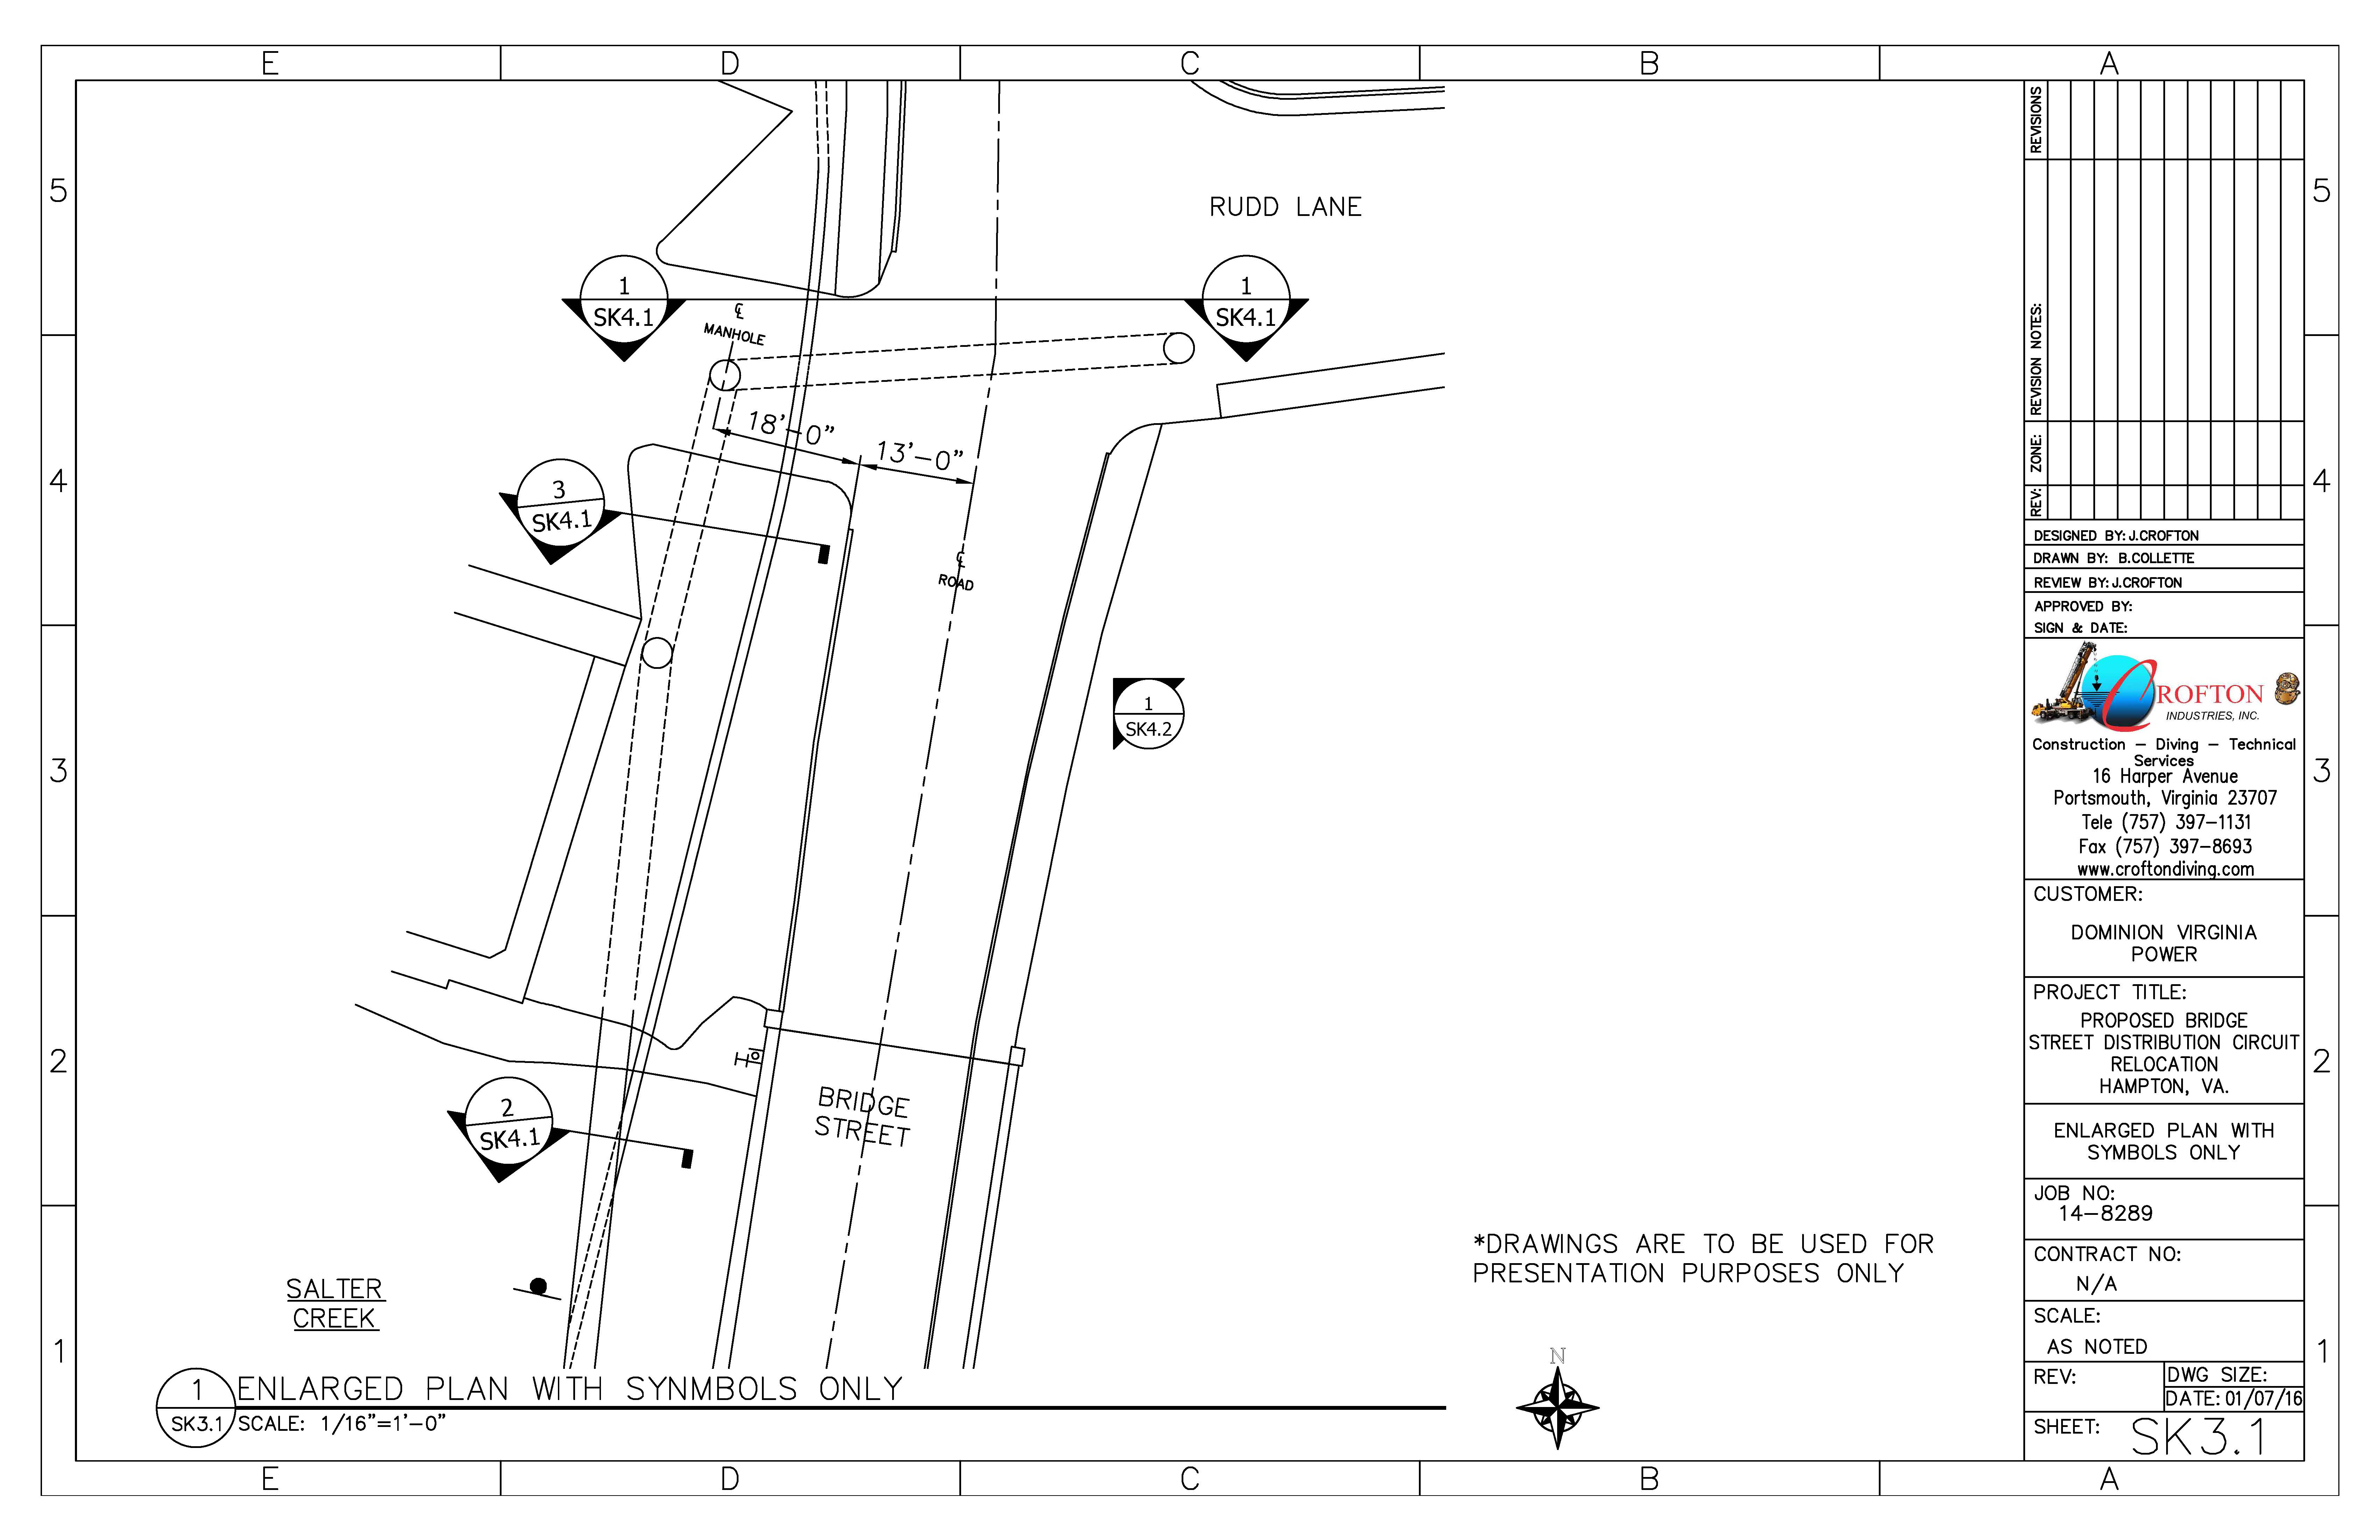 E D C B A
5
4
3
2
1
RUDD LANE
1
SK4.1
1
SK4.1
℄
MANHOLE
18'-0"
13'-0"
3
SK4.1
℄
ROAD
1
SK4.2
BRIDGE
STREET
2
SK4.1
SALTER
CREEK
*DRAWINGS ARE TO BE USED FOR
PRESENTATION PURPOSES ONLY
N
1
SK3.1
ENLARGED PLAN WITH SYNMBOLS ONLY
SCALE: 1/16"=1'-0"
REVISIONS
REVISION NOTES:
ZONE:
REV:
DESIGNED BY: J.CROFTON
DRAWN BY: B.COLLETTE
REVIEW BY: J.CROFTON
APPROVED BY:
SIGN & DATE:
CROFTON
INDUSTRIES, INC.
Construction - Diving - Technical
Services
16 Harper Avenue
Portsmouth, Virginia 23707
Tele (757) 397-1131
Fax (757) 397-8693
www.croftondiving.com
CUSTOMER:
DOMINION VIRGINIA
POWER
PROJECT TITLE:
PROPOSED BRIDGE
STREET DISTRIBUTION CIRCUIT
RELOCATION
HAMPTON, VA.
ENLARGED PLAN WITH
SYMBOLS ONLY
JOB NO:
14-8289
CONTRACT NO:
N/A
SCALE:
AS NOTED
REV:
DWG SIZE:
DATE: 01/07/16
SHEET: SK3.1
5
4
3
2
1
E D C B A